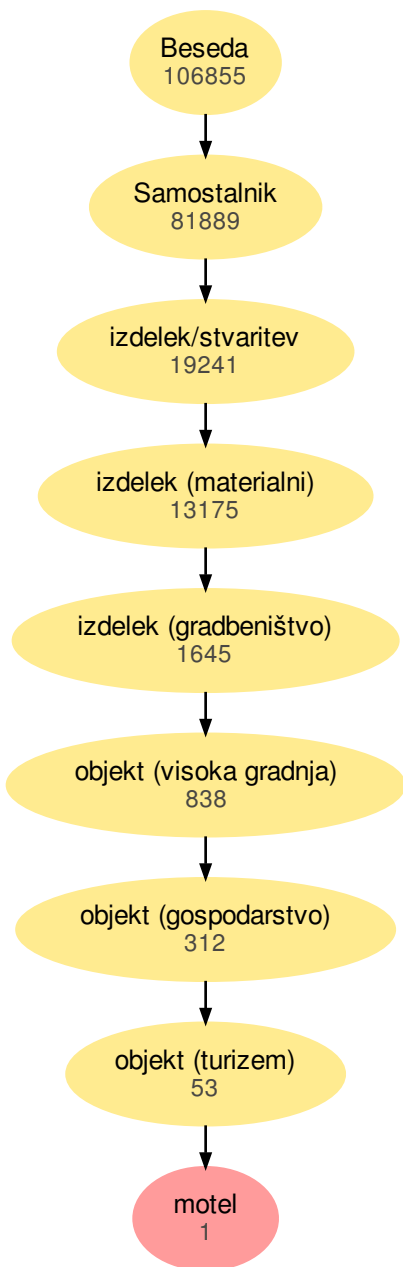 Beseda
106855
Samostalnik
81889
izdelek/stvaritev
19241
izdelek (materialni)
13175
izdelek (gradbeništvo)
1645
objekt (visoka gradnja)
838
objekt (gospodarstvo)
312
objekt (turizem)
53
motel
1